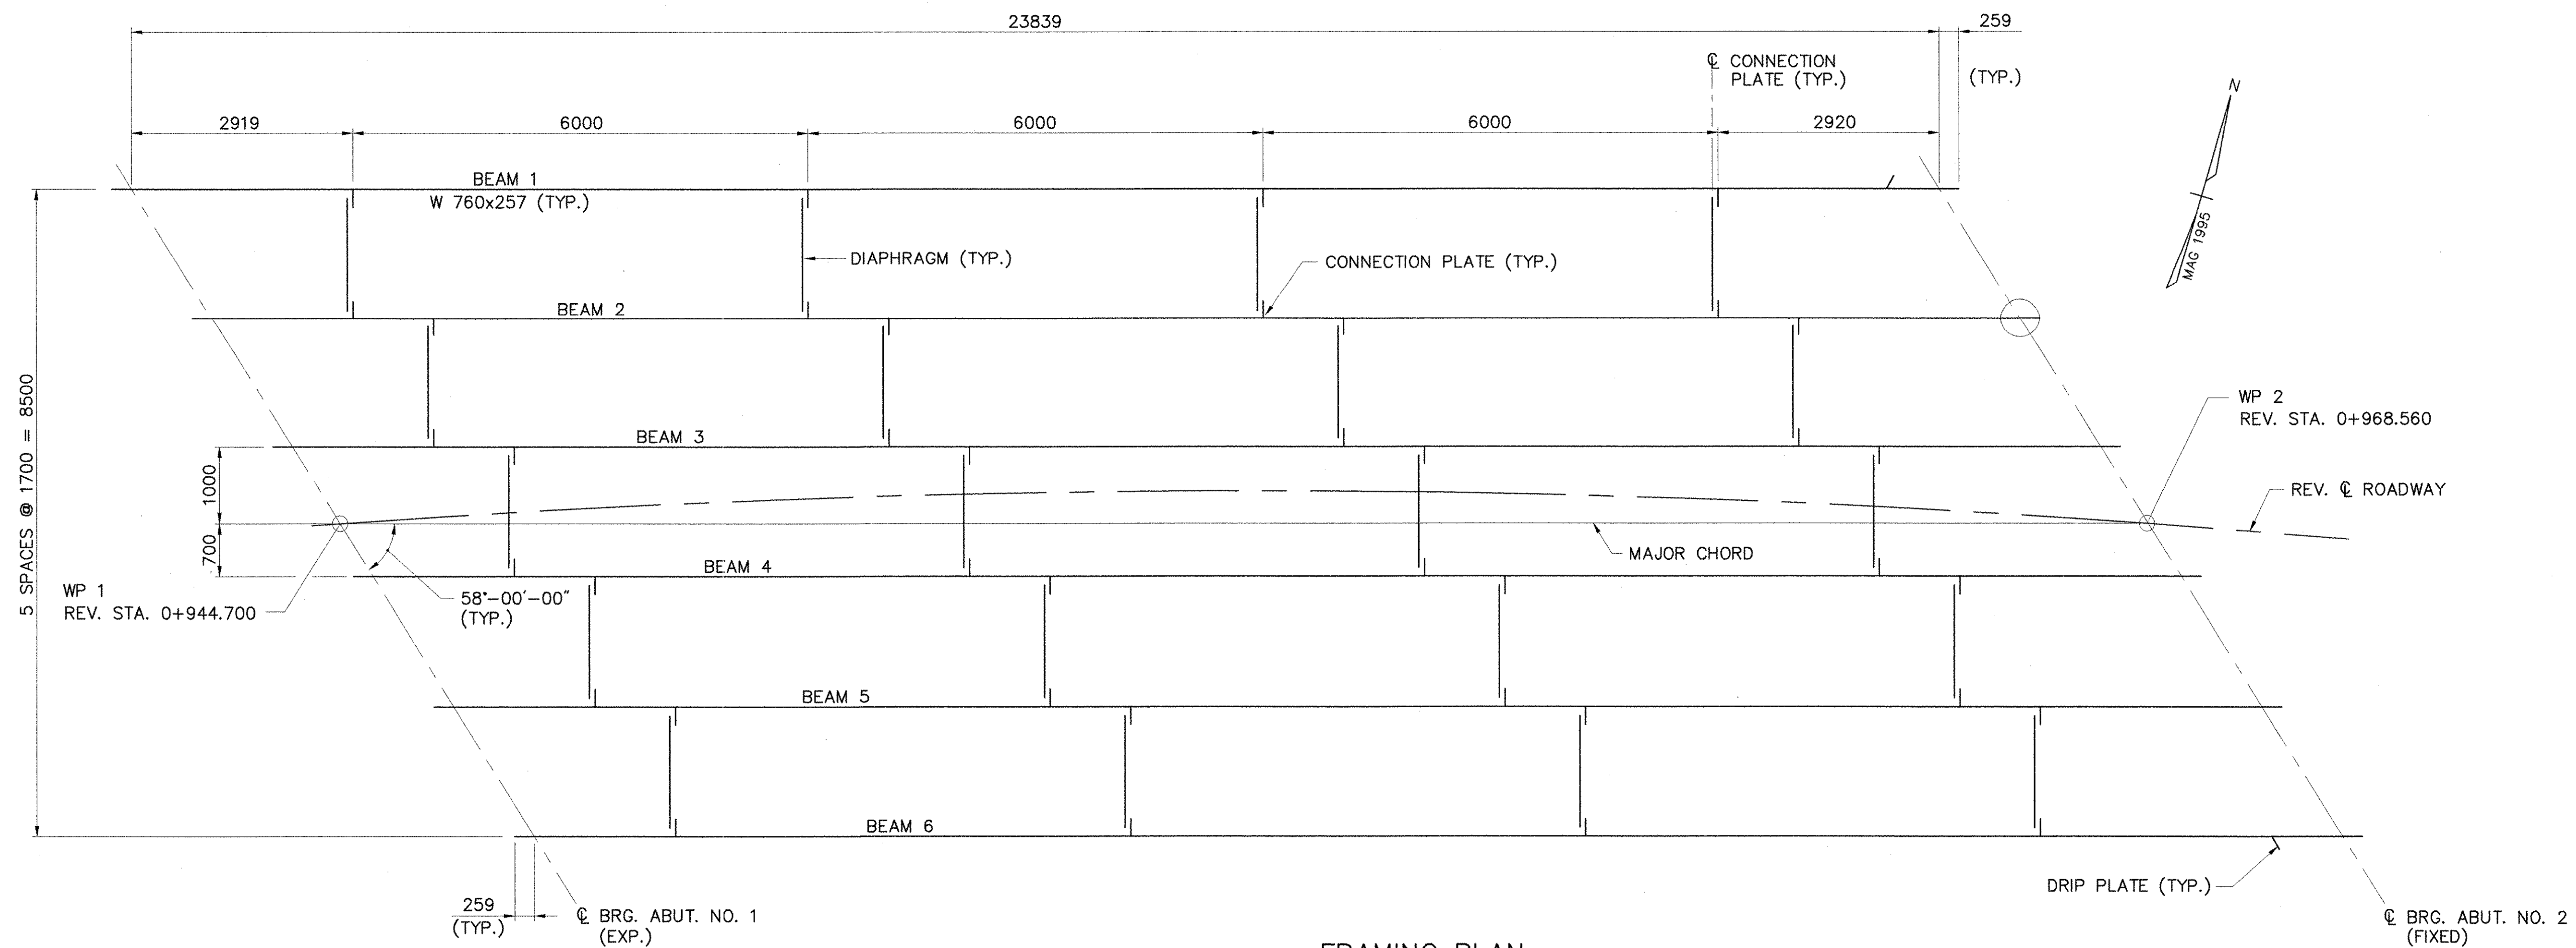 23839
259
(TYP.)
℄ CONNECTION
PLATE (TYP.)
2919
6000
6000
6000
2920
N
MAG 1995
BEAM 1
W 760x257 (TYP.)
DIAPHRAGM (TYP.)
CONNECTION PLATE (TYP.)
BEAM 2
5 SPACES @ 1700 = 8500
BEAM 3
1000
700
WP 2
REV. STA. 0+968.560
REV. ℄ ROADWAY
MAJOR CHORD
BEAM 4
WP 1
REV. STA. 0+944.700
58°-00'-00"
(TYP.)
BEAM 5
BEAM 6
DRIP PLATE (TYP.)
259
(TYP.)
℄ BRG. ABUT. NO. 1
(EXP.)
℄ BRG. ABUT. NO. 2
(FIXED)
FRAMING PLAN